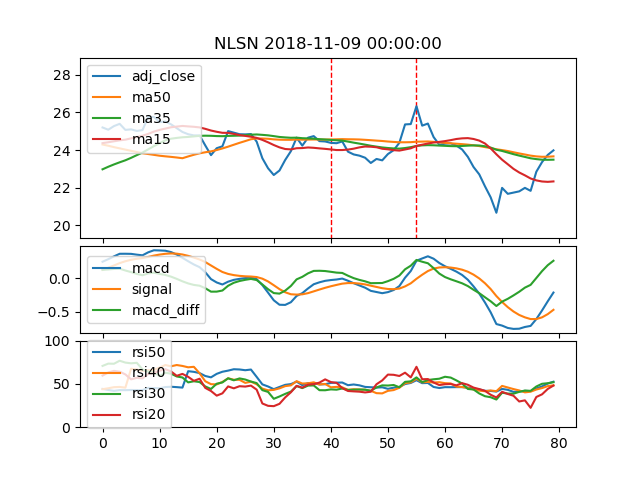 NLSN 2018-11-09 00:00:00
28
26
24
22
20
adj_close
ma50
ma35
ma15
0.0
−0.5
macd
signal
macd_diff
100
50
0
rsi50
rsi40
rsi30
rsi20
0 10 20 30 40 50 60 70 80